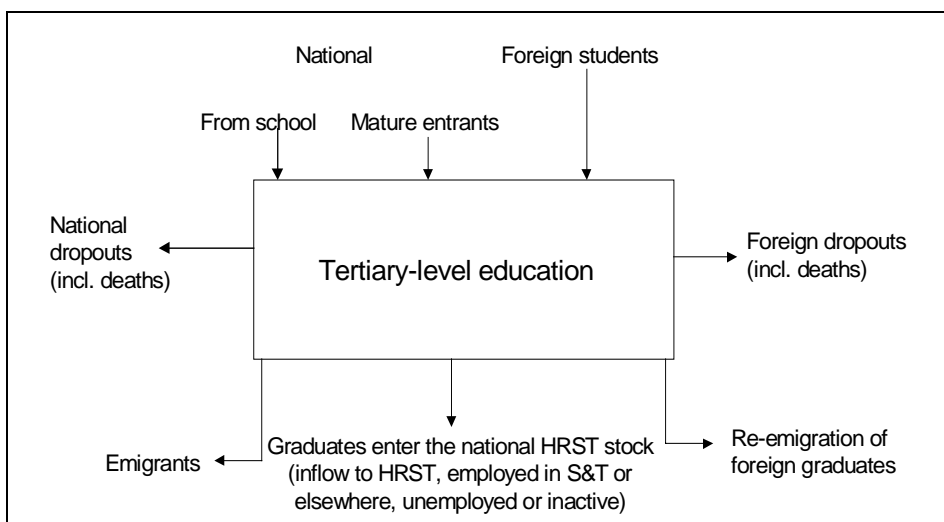 National
Foreign students
From school
Mature entrants
National
dropouts
(incl. deaths)
Tertiary-level education
Foreign dropouts
(incl. deaths)
Emigrants
Graduates enter the national HRST stock
(inflow to HRST, employed in S&T or
elsewhere, unemployed or inactive)
Re-emigration of
foreign graduates